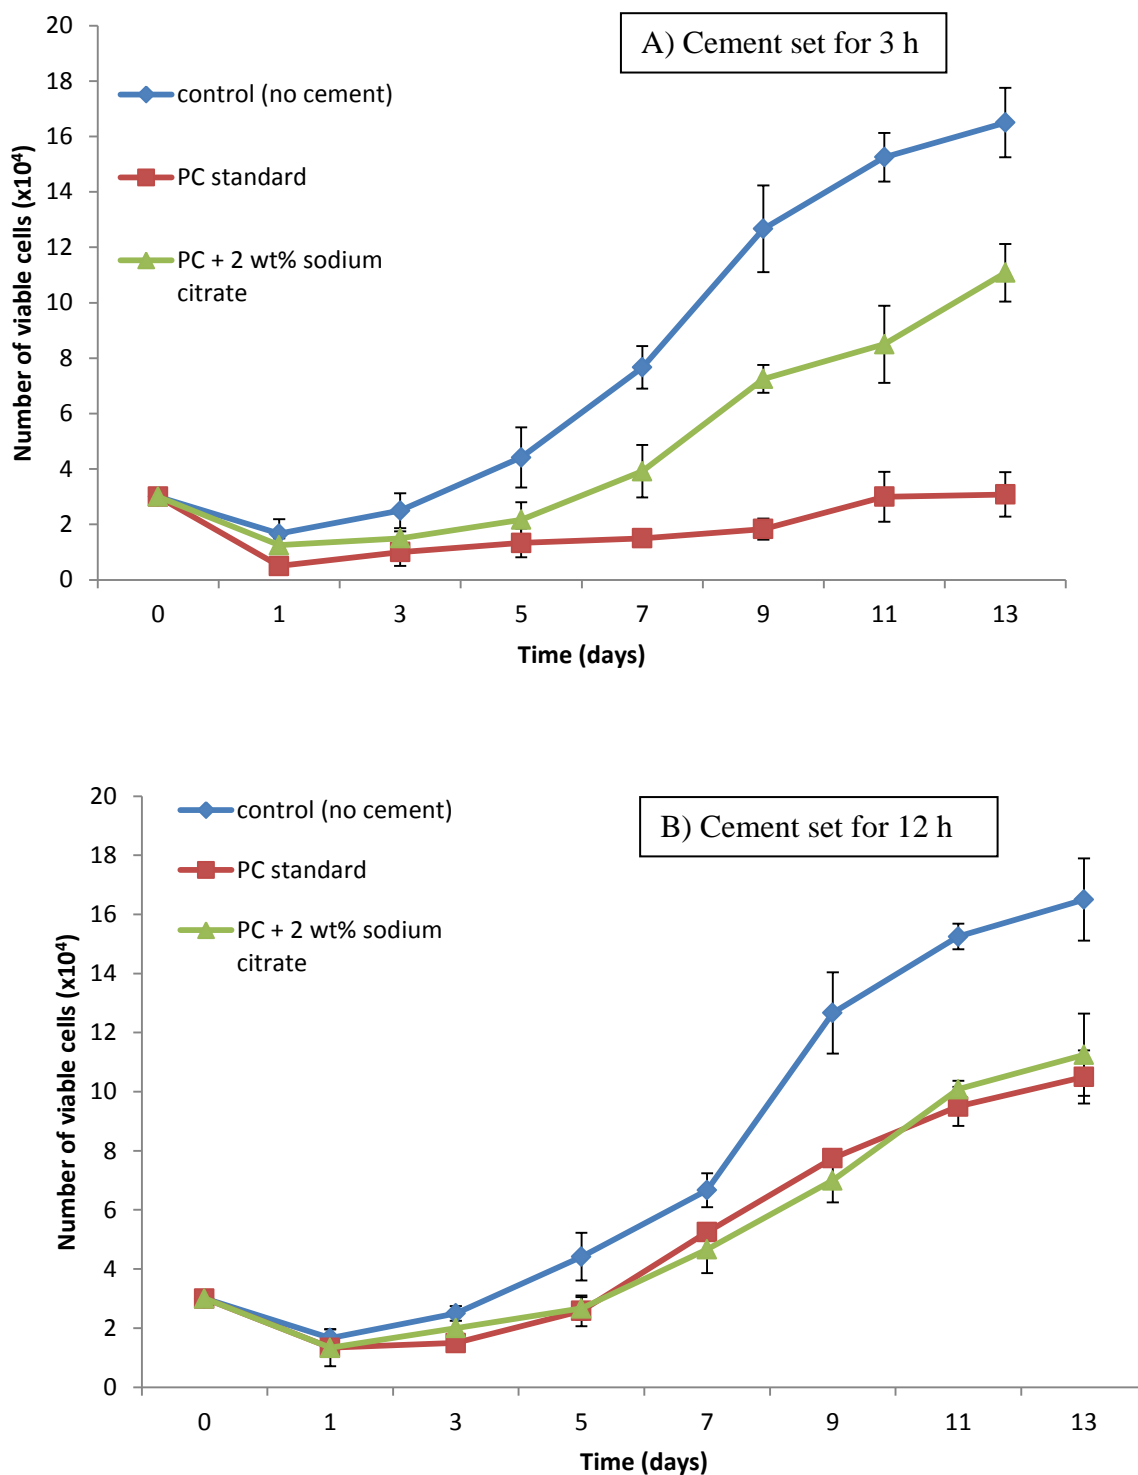 A) Cement set for 3 h
control (no cement)
PC standard
PC + 2 wt% sodium
citrate
Number of viable cells (x10⁴)
20
18
16
14
12
10
8
6
4
2
0
0 1 3 5 7 9 11 13
Time (days)
B) Cement set for 12 h
control (no cement)
PC standard
PC + 2 wt% sodium
citrate
Number of viable cells (x10⁴)
20
18
16
14
12
10
8
6
4
2
0
0 1 3 5 7 9 11 13
Time (days)